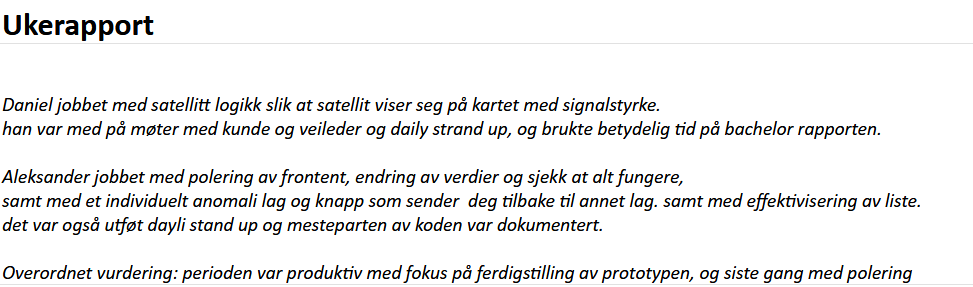 Ukerapport
Daniel jobbet med satellitt logikk slik at satellit viser seg på kartet med signalstyrke.
han var med på møter med kunde og veileder og daily strand up, og brukte betydelig tid på bachelor rapporten.
Aleksander jobbet med polering av frontent, endring av verdier og sjekk at alt fungere,
samt med et individuelt anomali lag og knapp som sender  deg tilbake til annet lag. samt med effektivisering av liste.
det var også utføt dayli stand up og mesteparten av koden var dokumentert.
Overordnet vurdering: perioden var produktiv med fokus på ferdigstilling av prototypen, og siste gang med polering